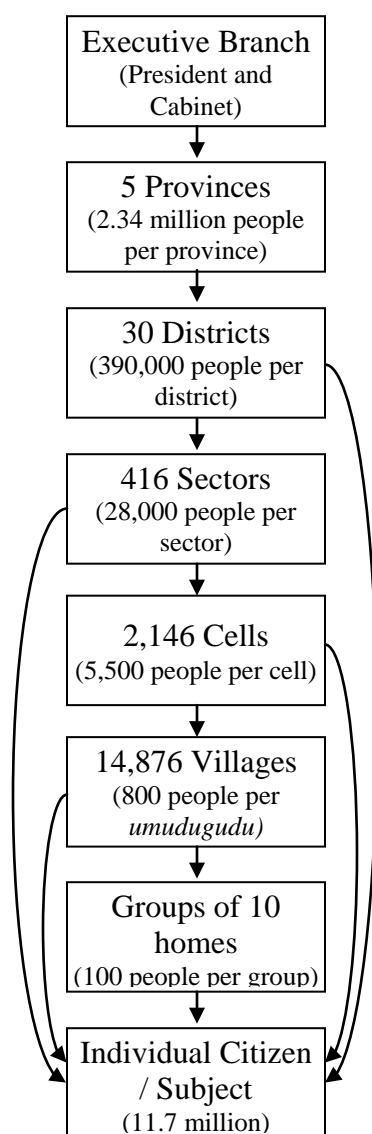 Executive Branch
(President and
Cabinet)
5 Provinces
(2.34 million people
per province)
30 Districts
(390,000 people per
district)
416 Sectors
(28,000 people per
sector)
2,146 Cells
(5,500 people per cell)
14,876 Villages
(800 people per
umudugudu)
Groups of 10
homes
(100 people per group)
Individual Citizen
/ Subject
(11.7 million)